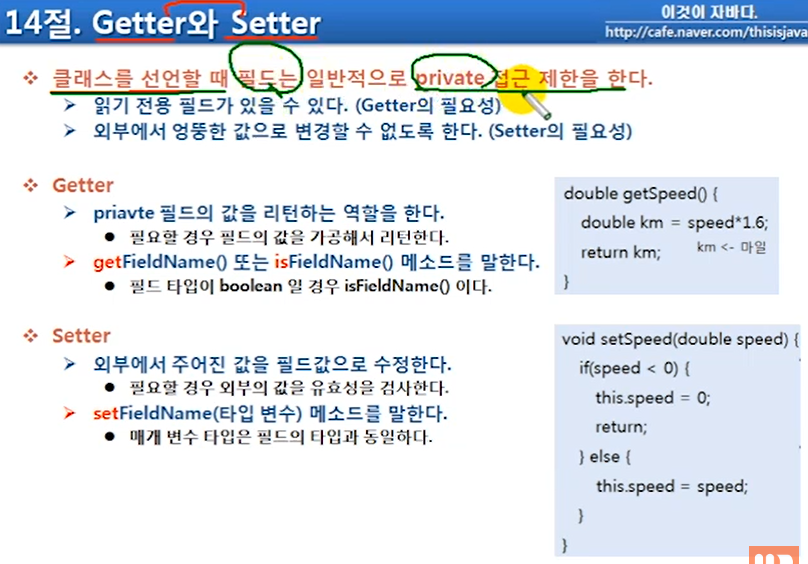 14절. Getter와 Setter
이것이 자바다.
http://cafe.naver.com/thisisjava
클래스를 선언할 때 필드는 일반적으로 private 접근 제한을 한다.
읽기 전용 필드가 있을 수 있다. (Getter의 필요성)
외부에서 엉뚱한 값으로 변경할 수 없도록 한다. (Setter의 필요성)
Getter
priavte 필드의 값을 리턴하는 역할을 한다.
필요할 경우 필드의 값을 가공해서 리턴한다.
getFieldName() 또는 isFieldName() 메소드를 말한다.
필드 타입이 boolean 일 경우 isFieldName() 이다.
double getSpeed() {
double km = speed*1.6;
return km; km <- 마일
}
Setter
외부에서 주어진 값을 필드값으로 수정한다.
필요할 경우 외부의 값을 유효성을 검사한다.
setFieldName(타입 변수) 메소드를 말한다.
매개 변수 타입은 필드의 타입과 동일하다.
void setSpeed(double speed) {
if(speed < 0) {
this.speed = 0;
return;
} else {
this.speed = speed;
}
}